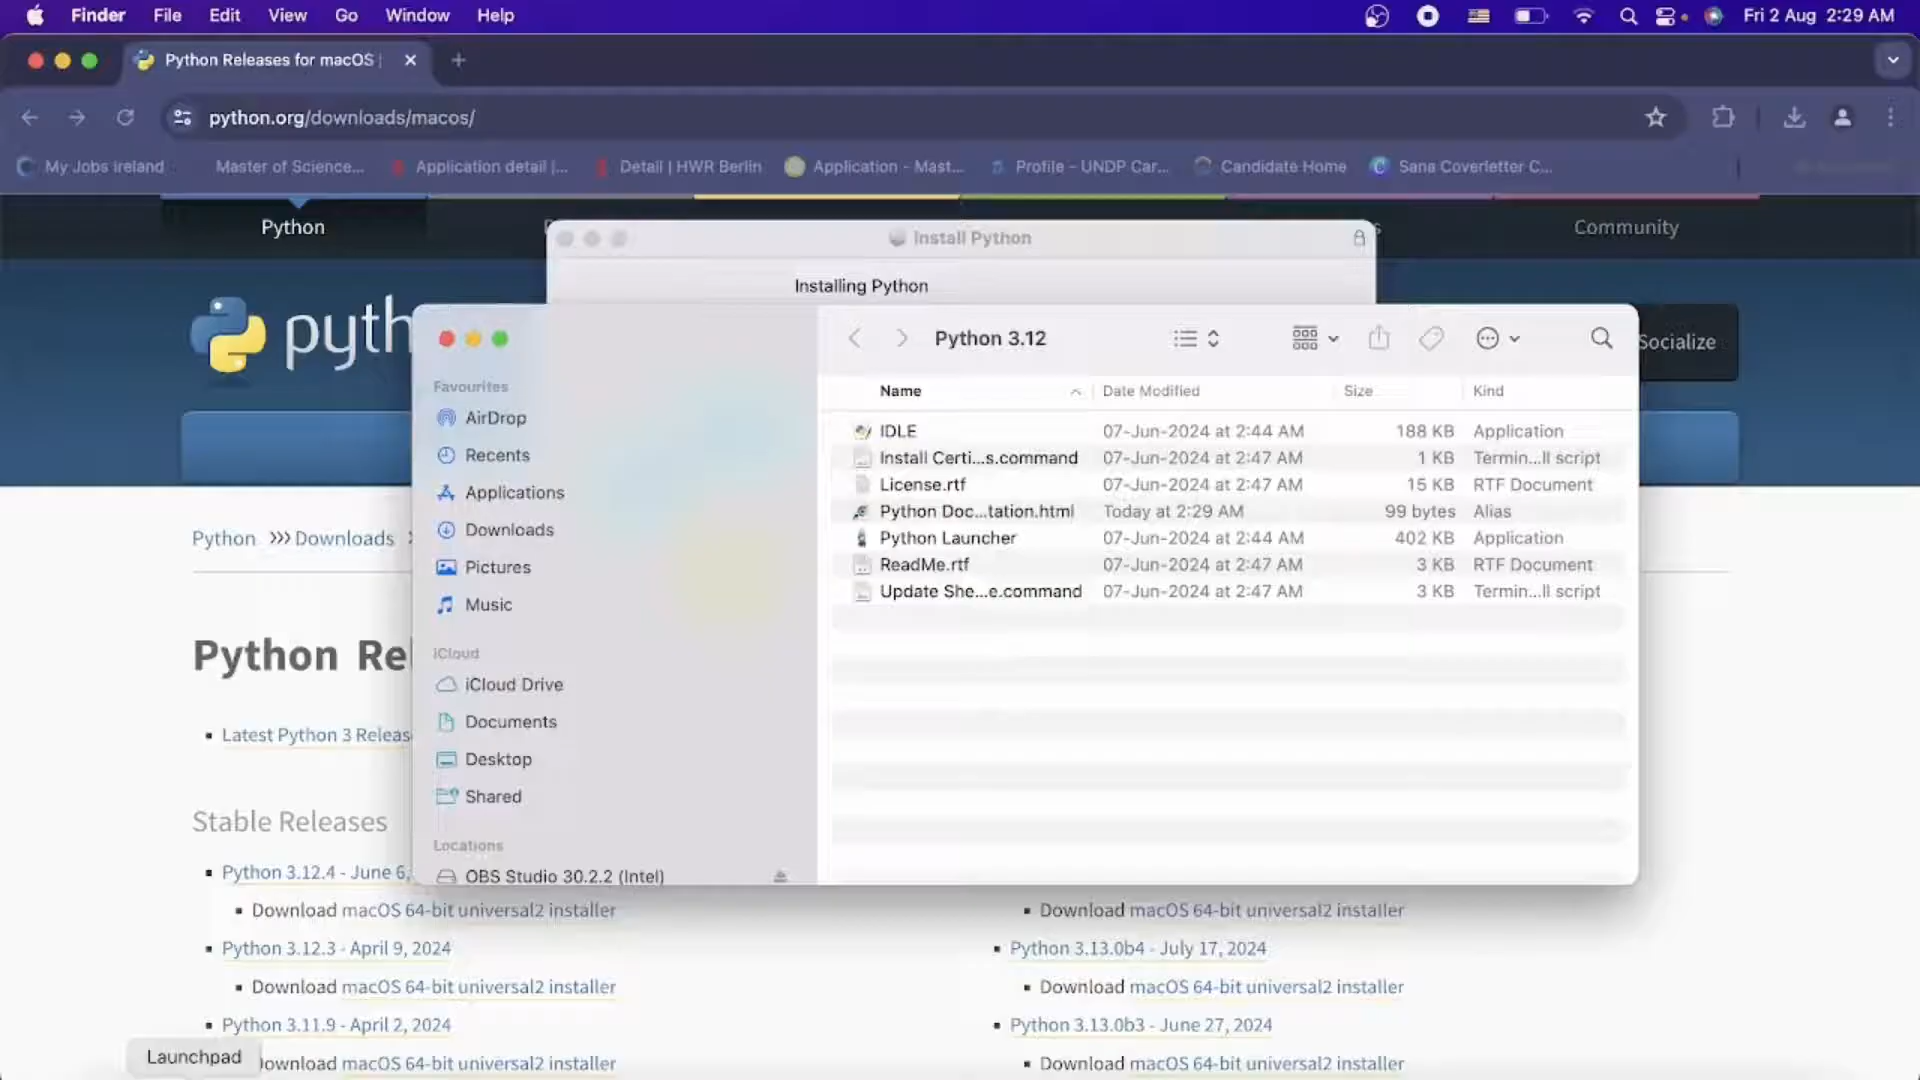 Finder File Edit View Go Window Help Fri 2 Aug 2:29 AM
Python Releases for macOS |
python.org/downloads/macos/
My Jobs Ireland Master of Science... Application detail |... Detail | HWR Berlin Application - Mast... Profile - UNDP Car... Candidate Home Sana Coverletter C...
Python s Community
Install Python
Installing Python
pyth
Socialize
Python 3.12
Favourites
AirDrop
Recents
Applications
Downloads
Pictures
Music
iCloud
iCloud Drive
Documents
Desktop
Shared
Locations
OBS Studio 30.2.2 (Intel)
Name Date Modified Size Kind
IDLE 07-Jun-2024 at 2:44 AM 188 KB Application
Install Certi...s.command 07-Jun-2024 at 2:47 AM 1 KB Termin...ll script
License.rtf 07-Jun-2024 at 2:47 AM 15 KB RTF Document
Python Doc...tation.html Today at 2:29 AM 99 bytes Alias
Python Launcher 07-Jun-2024 at 2:44 AM 402 KB Application
ReadMe.rtf 07-Jun-2024 at 2:47 AM 3 KB RTF Document
Update She...e.command 07-Jun-2024 at 2:47 AM 3 KB Termin...ll script
Python >>> Downloads
Python Rel
Latest Python 3 Releas
Stable Releases
Python 3.12.4 - June 6,
Download macOS 64-bit universal2 installer
Python 3.12.3 - April 9, 2024
Download macOS 64-bit universal2 installer
Python 3.11.9 - April 2, 2024
ownload macOS 64-bit universal2 installer
Download macOS 64-bit universal2 installer
Python 3.13.0b4 - July 17, 2024
Download macOS 64-bit universal2 installer
Python 3.13.0b3 - June 27, 2024
Download macOS 64-bit universal2 installer
Launchpad